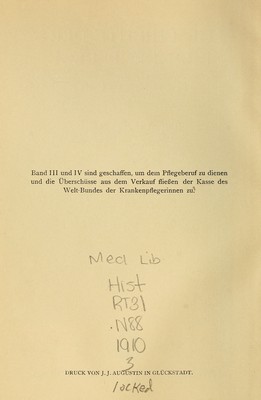 Band III und IV sind geschaffen, um dem Pflegeberuf zu dienen
und die Überschüsse aus dem Verkauf fließen der Kasse des
Welt-Bundes der Krankenpflegerinnen zu!
Med Lib
Hist
RT31
.N88
1910
3
DRUCK VON J. J. AUGUSTIN IN GLÜCKSTADT.
locked